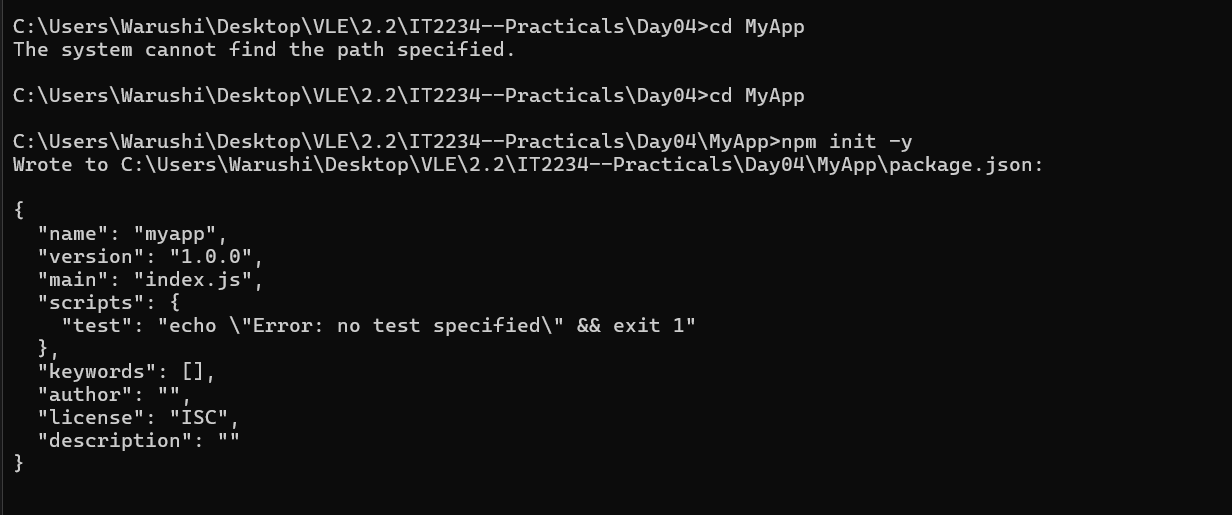 C:\Users\Warushi\Desktop\VLE\2.2\IT2234--Practicals\Day04>cd MyApp
The system cannot find the path specified.

C:\Users\Warushi\Desktop\VLE\2.2\IT2234--Practicals\Day04>cd MyApp

C:\Users\Warushi\Desktop\VLE\2.2\IT2234--Practicals\Day04\MyApp>npm init -y
Wrote to C:\Users\Warushi\Desktop\VLE\2.2\IT2234--Practicals\Day04\MyApp\package.json:

{
  "name": "myapp",
  "version": "1.0.0",
  "main": "index.js",
  "scripts": {
    "test": "echo \"Error: no test specified\" && exit 1"
  },
  "keywords": [],
  "author": "",
  "license": "ISC",
  "description": ""
}